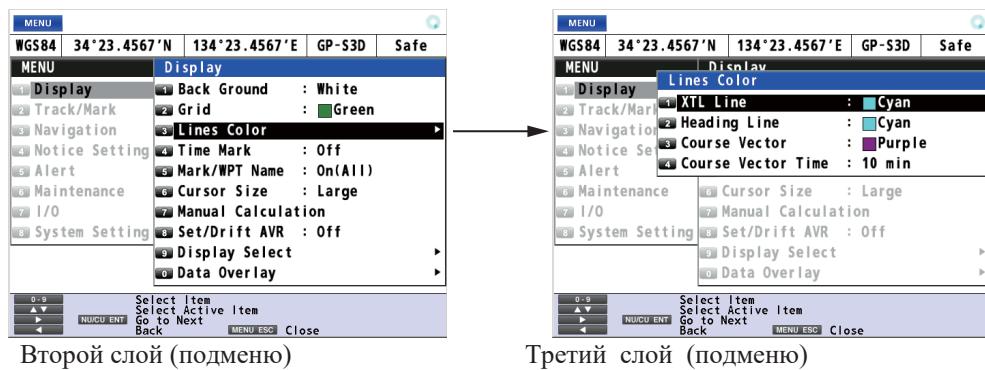 MENU
WGS84 34°23.4567'N 134°23.4567'E GP-S3D Safe
MENU
1 Display
2 Track/Mark
3 Navigation
4 Notice Setting
5 Alert
6 Maintenance
7 I/O
8 System Setting
Display
1 Back Ground : White
2 Grid : Green
3 Lines Color
4 Time Mark : Off
5 Mark/WPT Name : On(All)
6 Cursor Size : Large
7 Manual Calculation
8 Set/Drift AVR : Off
9 Display Select
0 Data Overlay
0-9 Select Item
▲▼ Select Active Item
▶ NU/CU ENT Go to Next
◀ Back MENU ESC Close
Второй слой (подменю)
MENU
WGS84 34°23.4567'N 134°23.4567'E GP-S3D Safe
MENU
1 Display
2 Track/Mark
3 Navigation
4 Notice Set
5 Alert
6 Maintenance
7 I/O
8 System Setting
Display
Lines Color
1 XTL Line : Cyan
2 Heading Line : Cyan
3 Course Vector : Purple
4 Course Vector Time : 10 min
6 Cursor Size : Large
7 Manual Calculation
8 Set/Drift AVR : Off
9 Display Select
0 Data Overlay
0-9 Select Item
▲▼ Select Active Item
▶ NU/CU ENT Go to Next
◀ Back MENU ESC Close
Третий слой (подменю)